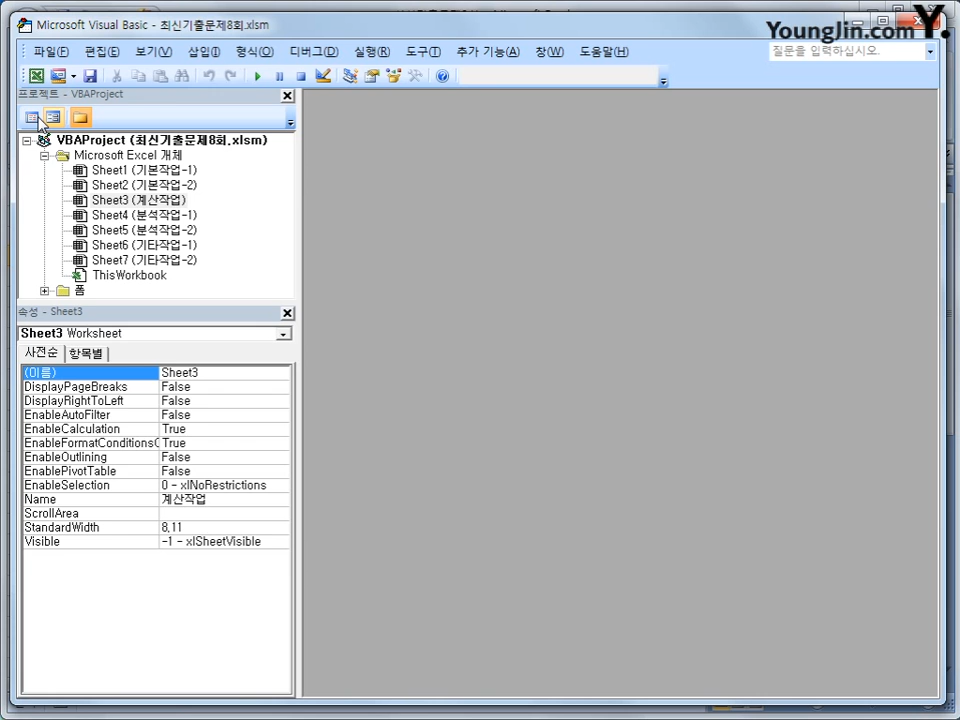 Microsoft Visual Basic - 최신기출문제8회.xlsm
Younglin.com Y.
파일(F) 편집(E) 보기(V) 삽입(I) 형식(O) 디버그(D) 실행(R) 도구(T) 추가 기능(A) 창(W) 도움말(H)
질문을 입력하십시오.
프로젝트 - VBAProject
VBAProject (최신기출문제8회.xlsm)
Microsoft Excel 개체
Sheet1 (기본작업-1)
Sheet2 (기본작업-2)
Sheet3 (계산작업)
Sheet4 (분석작업-1)
Sheet5 (분석작업-2)
Sheet6 (기타작업-1)
Sheet7 (기타작업-2)
ThisWorkbook
폼
속성 - Sheet3
Sheet3 Worksheet
사전순 항목별
(이름) Sheet3
DisplayPageBreaks False
DisplayRightToLeft False
EnableAutoFilter False
EnableCalculation True
EnableFormatConditionsC True
EnableOutlining False
EnablePivotTable False
EnableSelection 0 - xlNoRestrictions
Name 계산작업
ScrollArea
StandardWidth 8,11
Visible -1 - xlSheetVisible